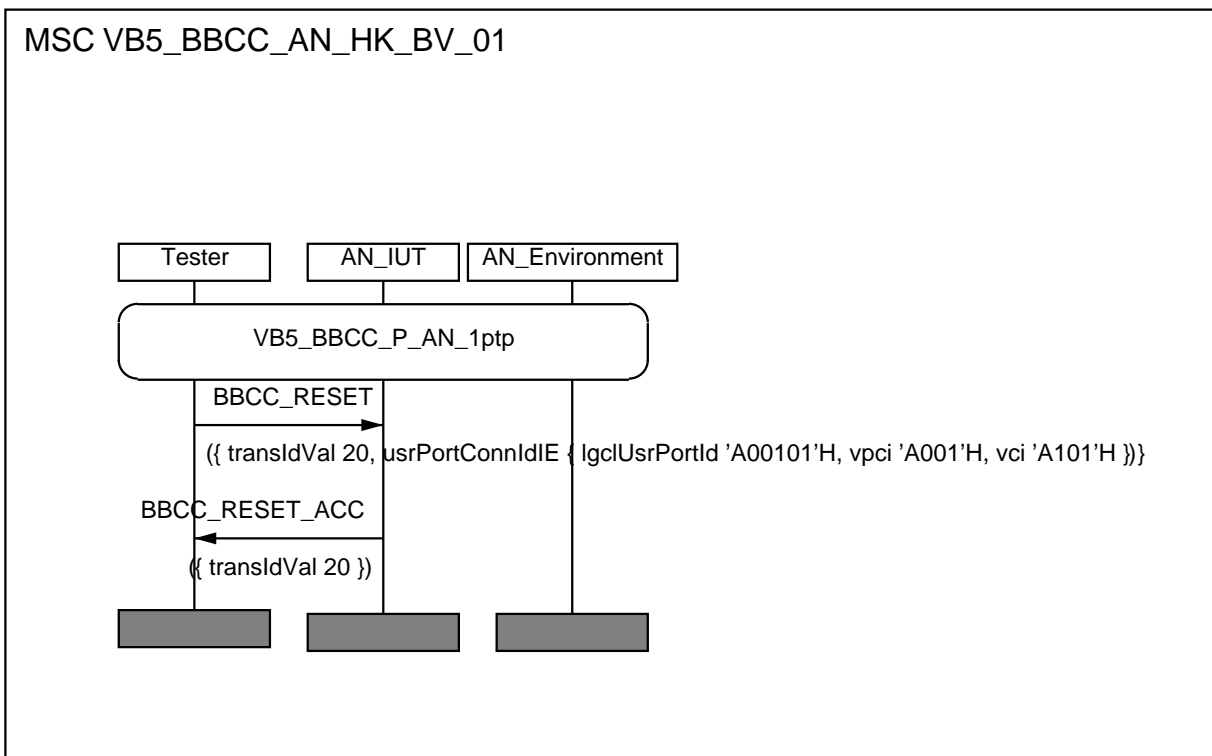 MSC VB5_BBCC_AN_HK_BV_01
Tester AN_IUT AN_Environment
VB5_BBCC_P_AN_1ptp
BBCC_RESET
({ transIdVal 20, usrPortConnIdIE { lgclUsrPortId ’A00101’H, vpci ’A001’H, vci ’A101’H })}
BBCC_RESET_ACC
({ transIdVal 20 })